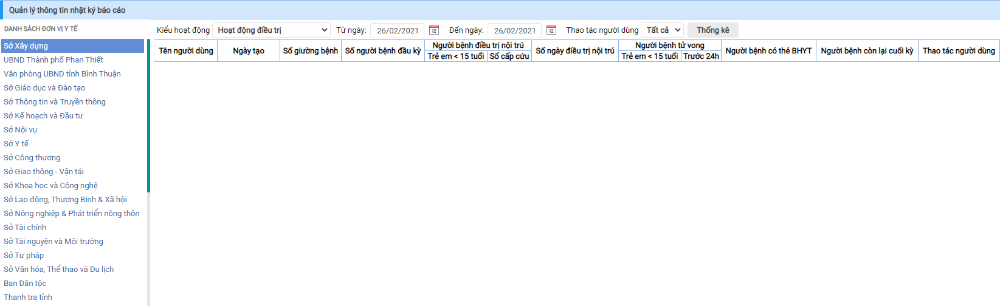 Quản lý thông tin nhật ký báo cáo
DANH SÁCH ĐƠN VỊ Y TẾ
Sở Xây dựng
UBND Thành phố Phan Thiết
Văn phòng UBND tỉnh Bình Thuận
Sở Giáo dục và Đào tạo
Sở Thông tin và Truyền thông
Sở Kế hoạch và Đầu tư
Sở Nội vụ
Sở Y tế
Sở Công thương
Sở Giao thông - Vận tải
Sở Khoa học và Công nghệ
Sở Lao động, Thương Binh & Xã hội
Sở Nông nghiệp & Phát triển nông thôn
Sở Tài chính
Sở Tài nguyên và Môi trường
Sở Tư pháp
Sở Văn hóa, Thể thao và Du lịch
Ban Dân tộc
Thanh tra tỉnh
Kiểu hoạt động Hoạt động điều trị Từ ngày: 26/02/2021 12 Đến ngày: 26/02/2021 12 Thao tác người dùng Tất cả Thống kê
Tên người dùng Ngày tạo Số giường bệnh Số người bệnh đầu kỳ Người bệnh điều trị nội trú Số ngày điều trị nội trú Người bệnh tử vong Người bệnh có thẻ BHYT Người bệnh còn lại cuối kỳ Thao tác người dùng
Trẻ em < 15 tuổi Số cấp cứu Trẻ em < 15 tuổi Trước 24h